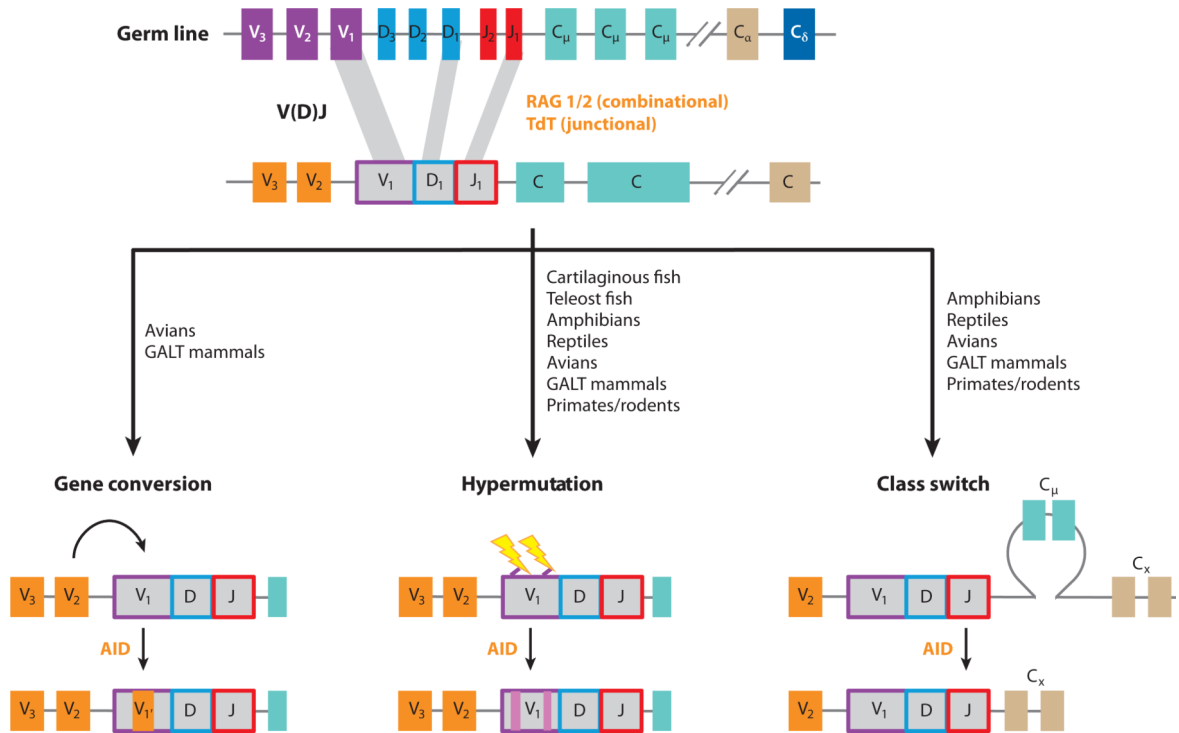 Germ line V₃ V₂ V₁ D₃ D₂ D₁ J₂ J₁ Cμ Cμ Cμ Cα Cδ
V(D)J
RAG 1/2 (combinational)
TdT (junctional)
V₃ V₂ V₁ D₁ J₁ C C C
Avians
GALT mammals
Cartilaginous fish
Teleost fish
Amphibians
Reptiles
Avians
GALT mammals
Primates/rodents
Amphibians
Reptiles
Avians
GALT mammals
Primates/rodents
Gene conversion
V₃ V₂ V₁ D J
AID
V₃ V₂ V₁' D J
Hypermutation
V₃ V₂ V₁ D J
AID
V₃ V₂ V₁ D J
Class switch
Cμ
V₂ V₁ D J Cₓ
AID
Cₓ
V₂ V₁ D J